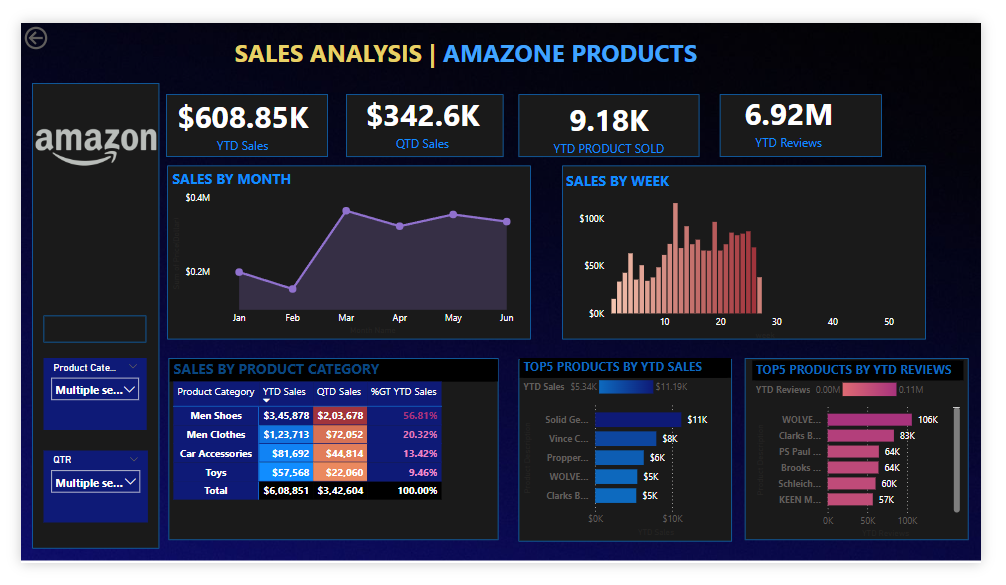 SALES ANALYSIS | AMAZONE PRODUCTS
amazon
$608.85K
YTD Sales
$342.6K
QTD Sales
9.18K
YTD PRODUCT SOLD
6.92M
YTD Reviews
SALES BY MONTH
$0.4M
$0.2M
Jan Feb Mar Apr May Jun
SALES BY WEEK
$100K
$50K
$0K
10 20 30 40 50
Product Cate...
Multiple se...
QTR
Multiple se...
SALES BY PRODUCT CATEGORY
Product Category YTD Sales QTD Sales %GT YTD Sales
Men Shoes $3,45,878 $2,03,678 56.81%
Men Clothes $1,23,713 $72,052 20.32%
Car Accessories $81,692 $44,814 13.42%
Toys $57,568 $22,060 9.46%
Total $6,08,851 $3,42,604 100.00%
TOP5 PRODUCTS BY YTD SALES
YTD Sales $5.34K $11.19K
Solid Ge... $11K
Vince C... $8K
Propper... $6K
WOLVE... $5K
Clarks B... $5K
$0K $10K
TOP5 PRODUCTS BY YTD REVIEWS
YTD Reviews 0.00M 0.11M
WOLVE... 106K
Clarks B... 83K
PS Paul ... 64K
Brooks ... 64K
Schleich... 60K
KEEN M... 57K
0K 50K 100K
YTD Reviews